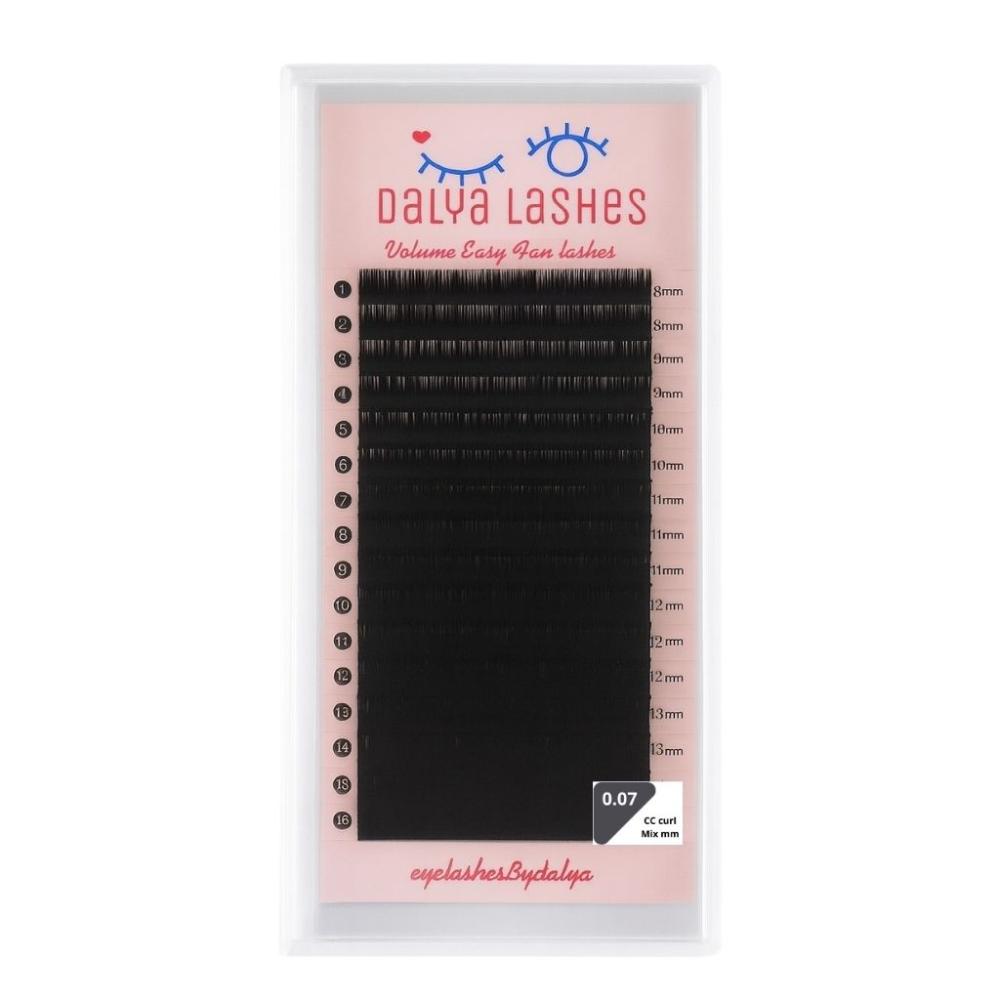 DALYA LASHES
Volume Easy Fan lashes
1 8mm
2 8mm
3 9mm
4 9mm
5 10mm
6 10mm
7 11mm
8 11mm
9 11mm
10 12mm
11 12mm
12 12mm
13 13mm
14 13mm
15
16
0.07
CC curl
Mix mm
eyelashesBydalya